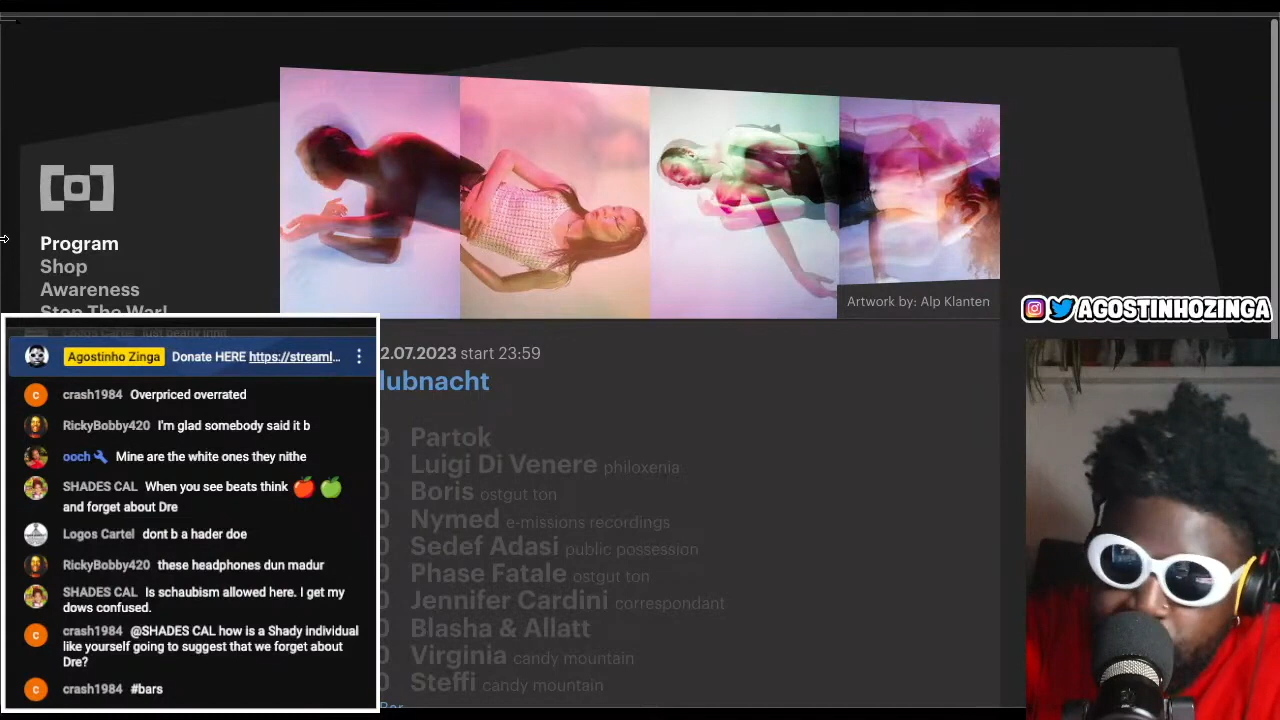 Program
Shop
Awareness
Stop The War!
Artwork by: Alp Klanten
2.07.2023 start 23:59
lubnacht
Partok
Luigi Di Venere philoxenia
Boris ostgut ton
Nymed e-missions recordings
Sedef Adasi public possession
Phase Fatale ostgut ton
Jennifer Cardini correspondant
Blasha & Allatt
Virginia candy mountain
Steffi candy mountain
Bar
Agostinho Zinga Donate HERE https://streaml...
crash1984 Overpriced overrated
RickyBobby420 I'm glad somebody said it b
ooch Mine are the white ones they nithe
SHADES CAL When you see beats think
and forget about Dre
Logos Cartel dont b a hader doe
RickyBobby420 these headphones dun madur
SHADES CAL Is schaubism allowed here. I get my
dows confused.
crash1984 @SHADES CAL how is a Shady individual
like yourself going to suggest that we forget about
Dre?
crash1984 #bars
AGOSTINHOZINGA